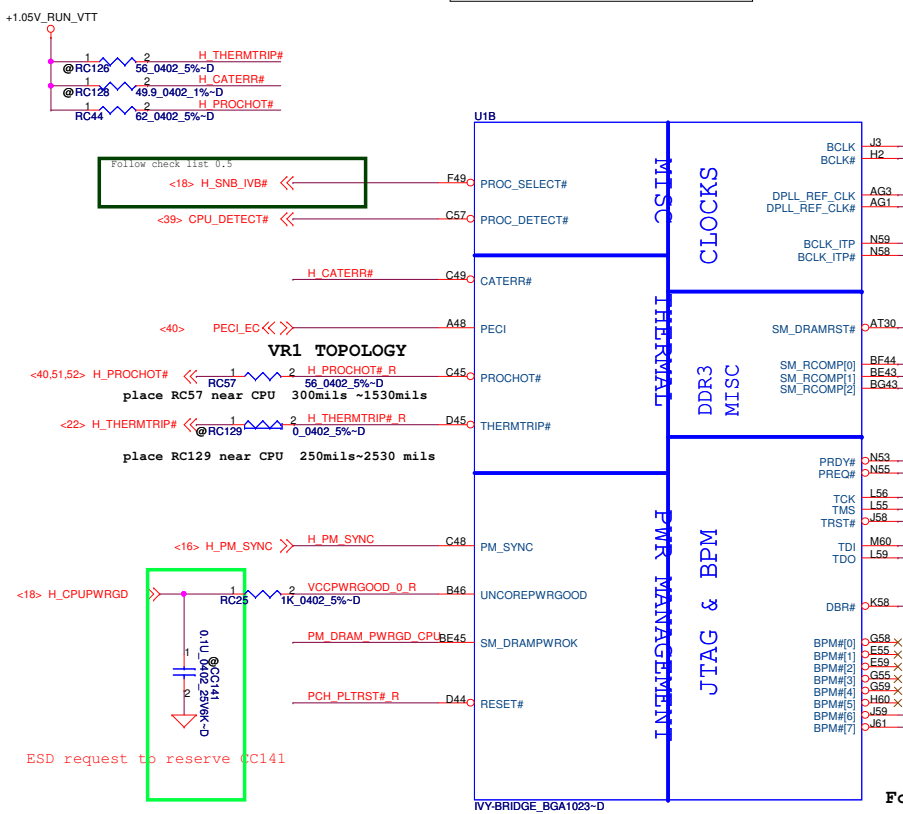 +1.05V_RUN_VTT
1 2 H_THERMTRIP#
@RC126 56_0402_5%~D
1 2 H_CATERR#
@RC128 49.9_0402_1%~D
1 2 H_PROCHOT#
RC44 62_0402_5%~D
U1B
Follow check list 0.5
<18> H_SNB_IVB#
F49 PROC_SELECT#
<39> CPU_DETECT#
C57 PROC_DETECT#
MISC
H_CATERR#
C49 CATERR#
<40> PECI_EC
A48 PECI
VR1 TOPOLOGY
<40,51,52> H_PROCHOT#
1 2 H_PROCHOT#_R
RC57 56_0402_5%~D
C45 PROCHOT#
place RC57 near CPU 300mils ~1530mils
<22> H_THERMTRIP#
1 2 H_THERMTRIP#_R
@RC129 0_0402_5%~D
D45 THERMTRIP#
place RC129 near CPU 250mils~2530 mils
THERMAL
<16> H_PM_SYNC
H_PM_SYNC
C48 PM_SYNC
<18> H_CPUPWRGD
1 2 VCCPWRGOOD_0_R
RC25 1K_0402_5%~D
B46 UNCOREPWRGOOD
PM_DRAM_PWRGD_CPU
BE45 SM_DRAMPWROK
1
2
0.1U_0402_25V6K~D
@CC141
PCH_PLTRST#_R
D44 RESET#
PWR MANAGEMENT
ESD request to reserve CC141
CLOCKS
BCLK J3
BCLK# H2
DPLL_REF_CLK AG3
DPLL_REF_CLK# AG1
BCLK_ITP N59
BCLK_ITP# N58
DDR3
MISC
SM_DRAMRST# AT30
SM_RCOMP[0] BF44
SM_RCOMP[1] BE43
SM_RCOMP[2] BG43
JTAG & BPM
PRDY# N53
PREQ# N55
TCK L56
TMS L55
TRST# J58
TDI M60
TDO L59
DBR# K58
BPM#[0] G58
BPM#[1] E55
BPM#[2] E59
BPM#[3] G55
BPM#[4] G59
BPM#[5] H60
BPM#[6] J59
BPM#[7] J61
IVY-BRIDGE_BGA1023~D
Fo